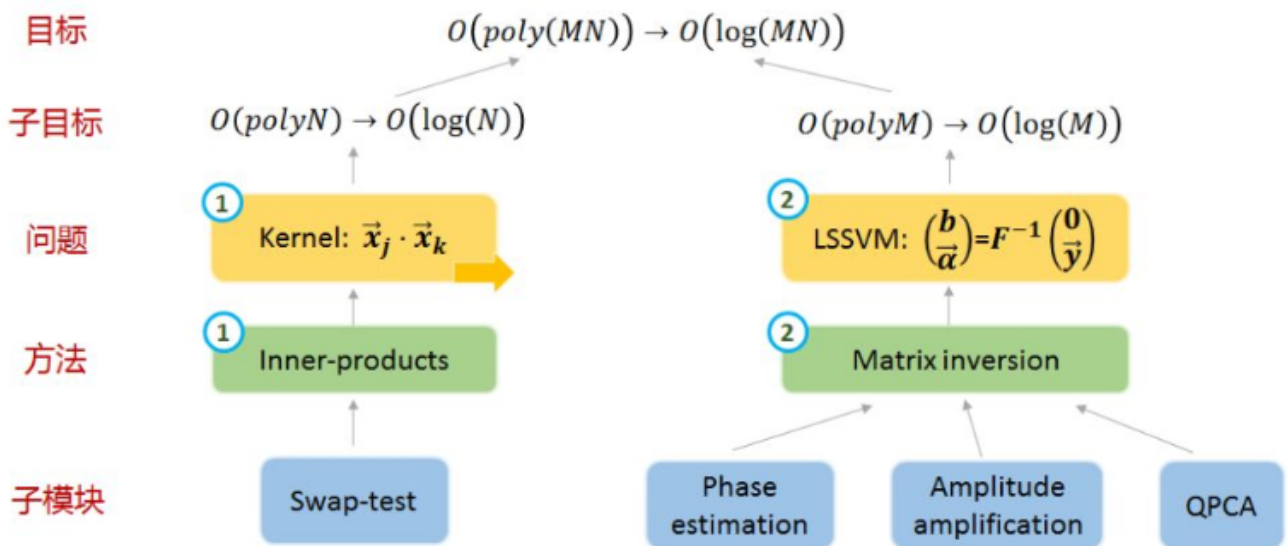 目标
O(poly(MN)) → O(log(MN))
子目标
O(polyN) → O(log(N))
O(polyM) → O(log(M))
问题
1
Kernel: x⃗ⱼ · x⃗ₖ
2
LSSVM: (b α⃗)=F⁻¹(0 y⃗)
方法
1
Inner-products
2
Matrix inversion
子模块
Swap-test
Phase
estimation
Amplitude
amplification
QPCA